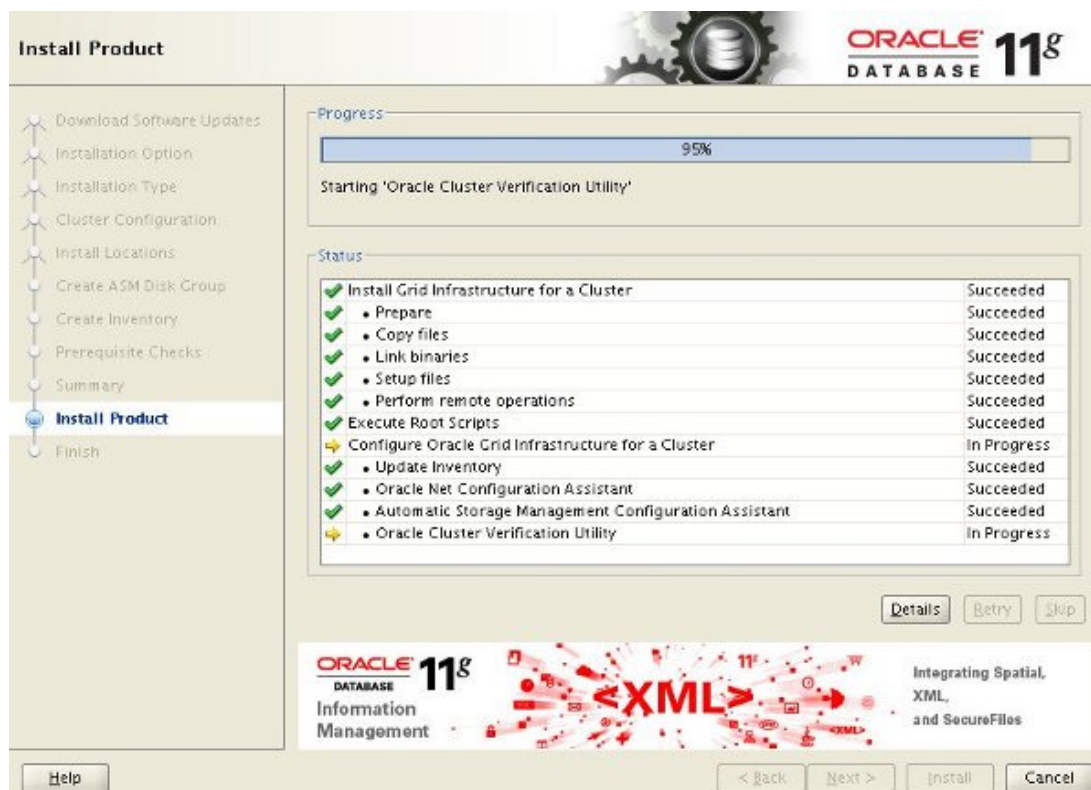 Install Product
ORACLE 11g
DATABASE
Download Software Updates
Installation Option
Installation Type
Cluster Configuration
Install Locations
Create ASM Disk Group
Create Inventory
Prerequisite Checks
Summary
Install Product
Finish
Progress
95%
Starting 'Oracle Cluster Verification Utility'
Status
Install Grid Infrastructure for a Cluster Succeeded
• Prepare Succeeded
• Copy files Succeeded
• Link binaries Succeeded
• Setup files Succeeded
• Perform remote operations Succeeded
Execute Root Scripts Succeeded
Configure Oracle Grid Infrastructure for a Cluster In Progress
• Update Inventory Succeeded
• Oracle Net Configuration Assistant Succeeded
• Automatic Storage Management Configuration Assistant Succeeded
• Oracle Cluster Verification Utility In Progress
Details Retry Skip
ORACLE 11g
DATABASE
Information
Management
11g
W
<XML>
<XML>
Integrating Spatial,
XML,
and SecureFiles
Help < Back Next > Install Cancel